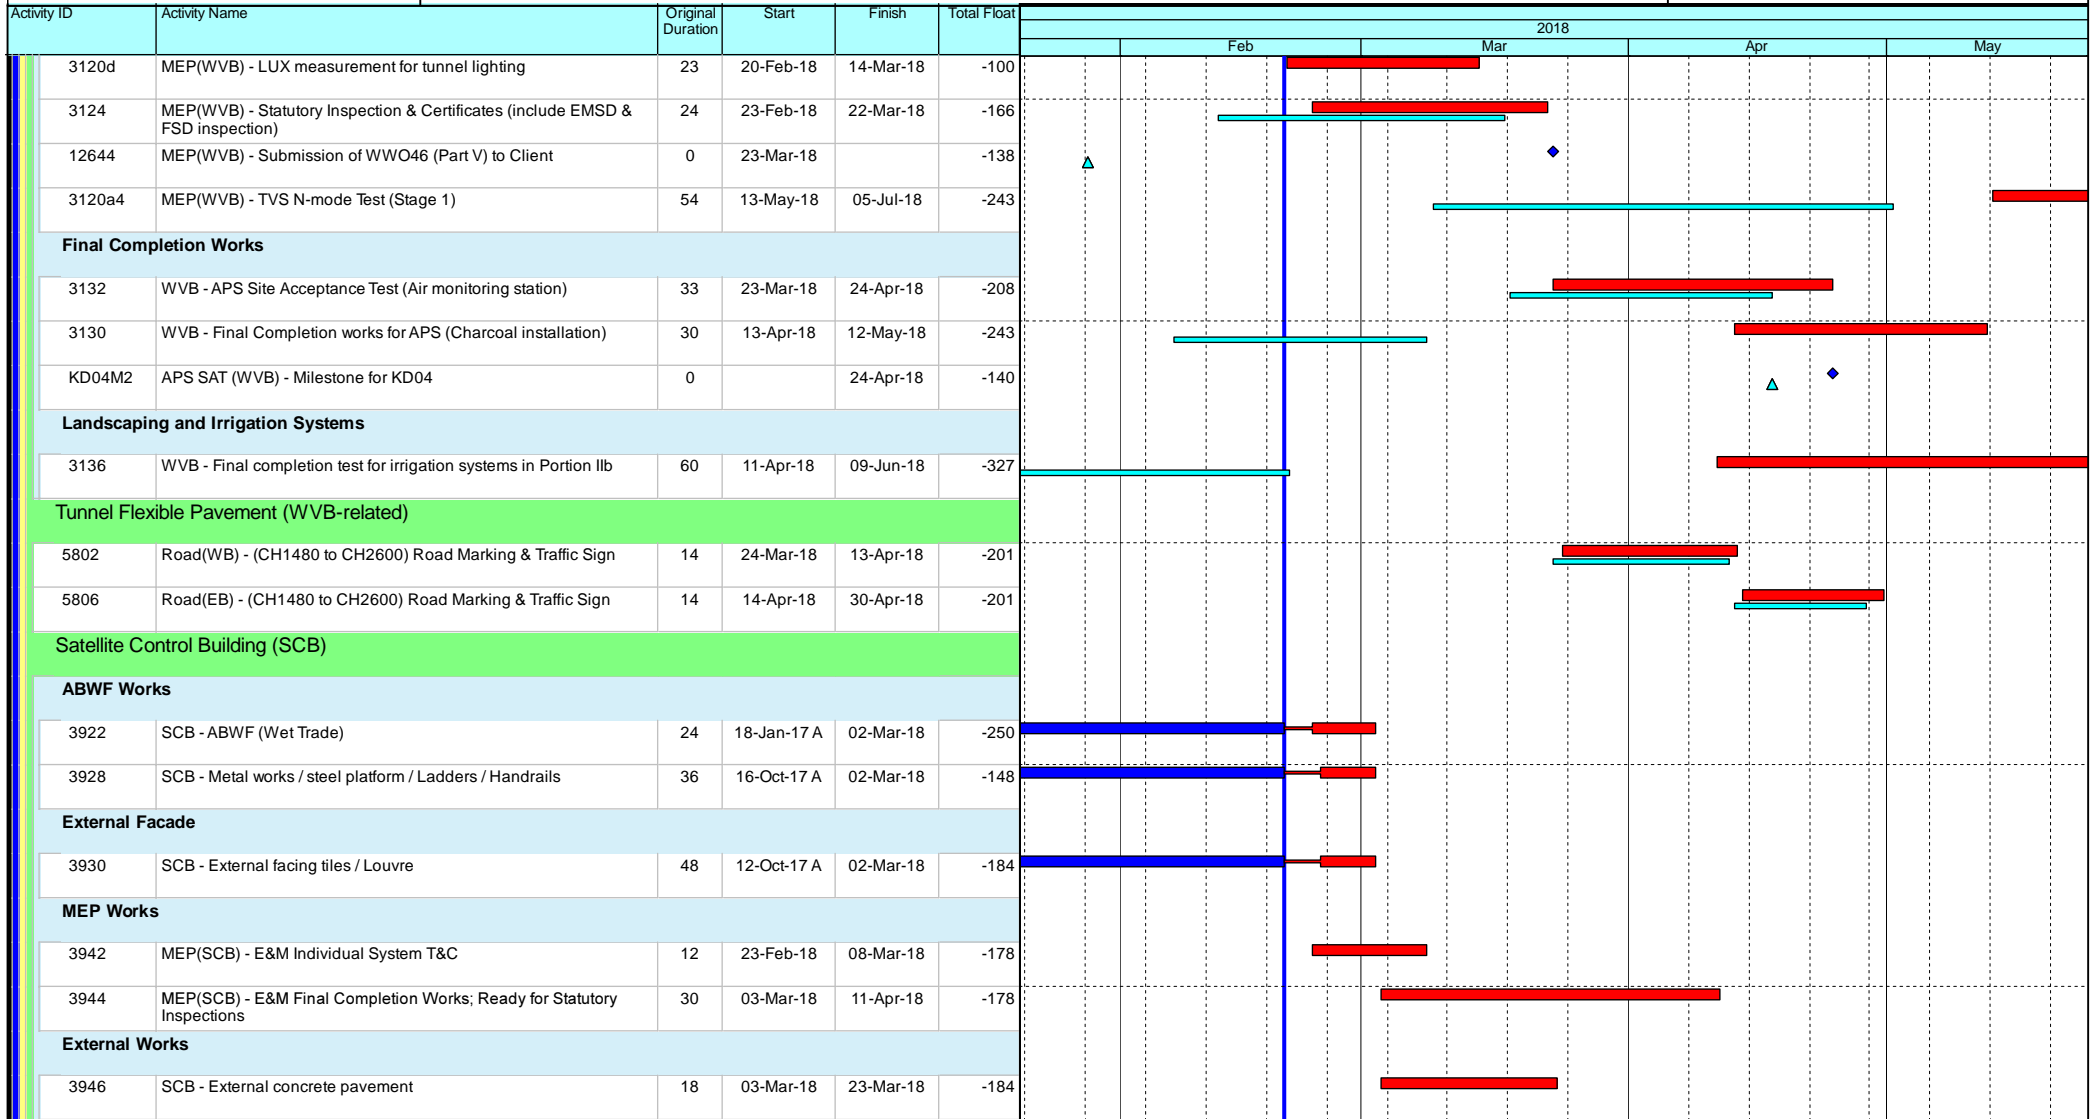 Activity ID Activity Name Original Duration Start Finish Total Float
2018
Feb Mar Apr May
3120d MEP(WVB) - LUX measurement for tunnel lighting 23 20-Feb-18 14-Mar-18 -100
3124 MEP(WVB) - Statutory Inspection & Certificates (include EMSD & 24 23-Feb-18 22-Mar-18 -166
FSD inspection)
12644 MEP(WVB) - Submission of WWO46 (Part V) to Client 0 23-Mar-18 -138
3120a4 MEP(WVB) - TVS N-mode Test (Stage 1) 54 13-May-18 05-Jul-18 -243
Final Completion Works
3132 WVB - APS Site Acceptance Test (Air monitoring station) 33 23-Mar-18 24-Apr-18 -208
3130 WVB - Final Completion works for APS (Charcoal installation) 30 13-Apr-18 12-May-18 -243
KD04M2 APS SAT (WVB) - Milestone for KD04 0 24-Apr-18 -140
Landscaping and Irrigation Systems
3136 WVB - Final completion test for irrigation systems in Portion IIb 60 11-Apr-18 09-Jun-18 -327
Tunnel Flexible Pavement (WVB-related)
5802 Road(WB) - (CH1480 to CH2600) Road Marking & Traffic Sign 14 24-Mar-18 13-Apr-18 -201
5806 Road(EB) - (CH1480 to CH2600) Road Marking & Traffic Sign 14 14-Apr-18 30-Apr-18 -201
Satellite Control Building (SCB)
ABWF Works
3922 SCB - ABWF (Wet Trade) 24 18-Jan-17 A 02-Mar-18 -250
3928 SCB - Metal works / steel platform / Ladders / Handrails 36 16-Oct-17 A 02-Mar-18 -148
External Facade
3930 SCB - External facing tiles / Louvre 48 12-Oct-17 A 02-Mar-18 -184
MEP Works
3942 MEP(SCB) - E&M Individual System T&C 12 23-Feb-18 08-Mar-18 -178
3944 MEP(SCB) - E&M Final Completion Works; Ready for Statutory 30 03-Mar-18 11-Apr-18 -178
Inspections
External Works
3946 SCB - External concrete pavement 18 03-Mar-18 23-Mar-18 -184